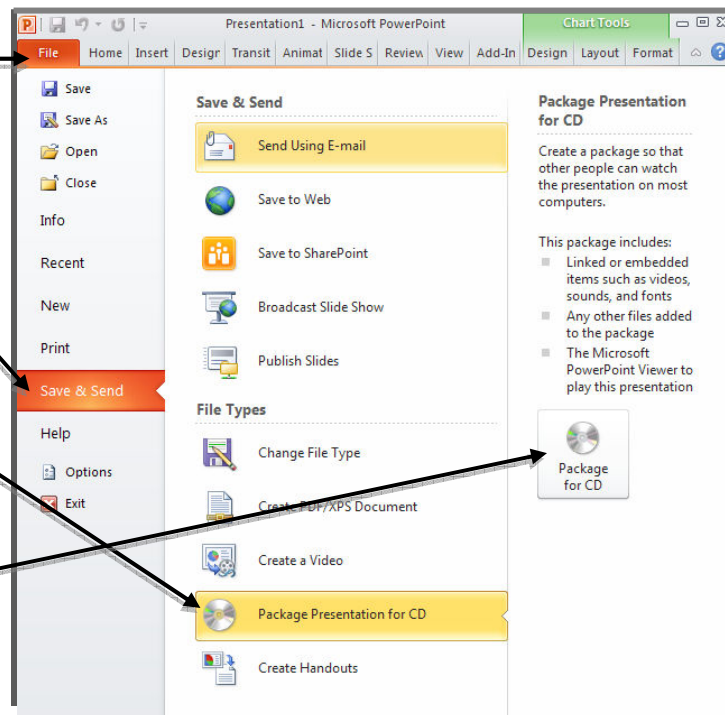 Presentation1 - Microsoft PowerPoint
Chart Tools
File Home Insert Design Transit Animat Slide S Review View Add-In Design Layout Format
Save
Save As
Open
Close
Info
Recent
New
Print
Save & Send
Help
Options
Exit
Save & Send
Send Using E-mail
Save to Web
Save to SharePoint
Broadcast Slide Show
Publish Slides
File Types
Change File Type
Create PDF/XPS Document
Create a Video
Package Presentation for CD
Create Handouts
Package Presentation
for CD
Create a package so that
other people can watch
the presentation on most
computers.
This package includes:
Linked or embedded
items such as videos,
sounds, and fonts
Any other files added
to the package
The Microsoft
PowerPoint Viewer to
play this presentation
Package
for CD